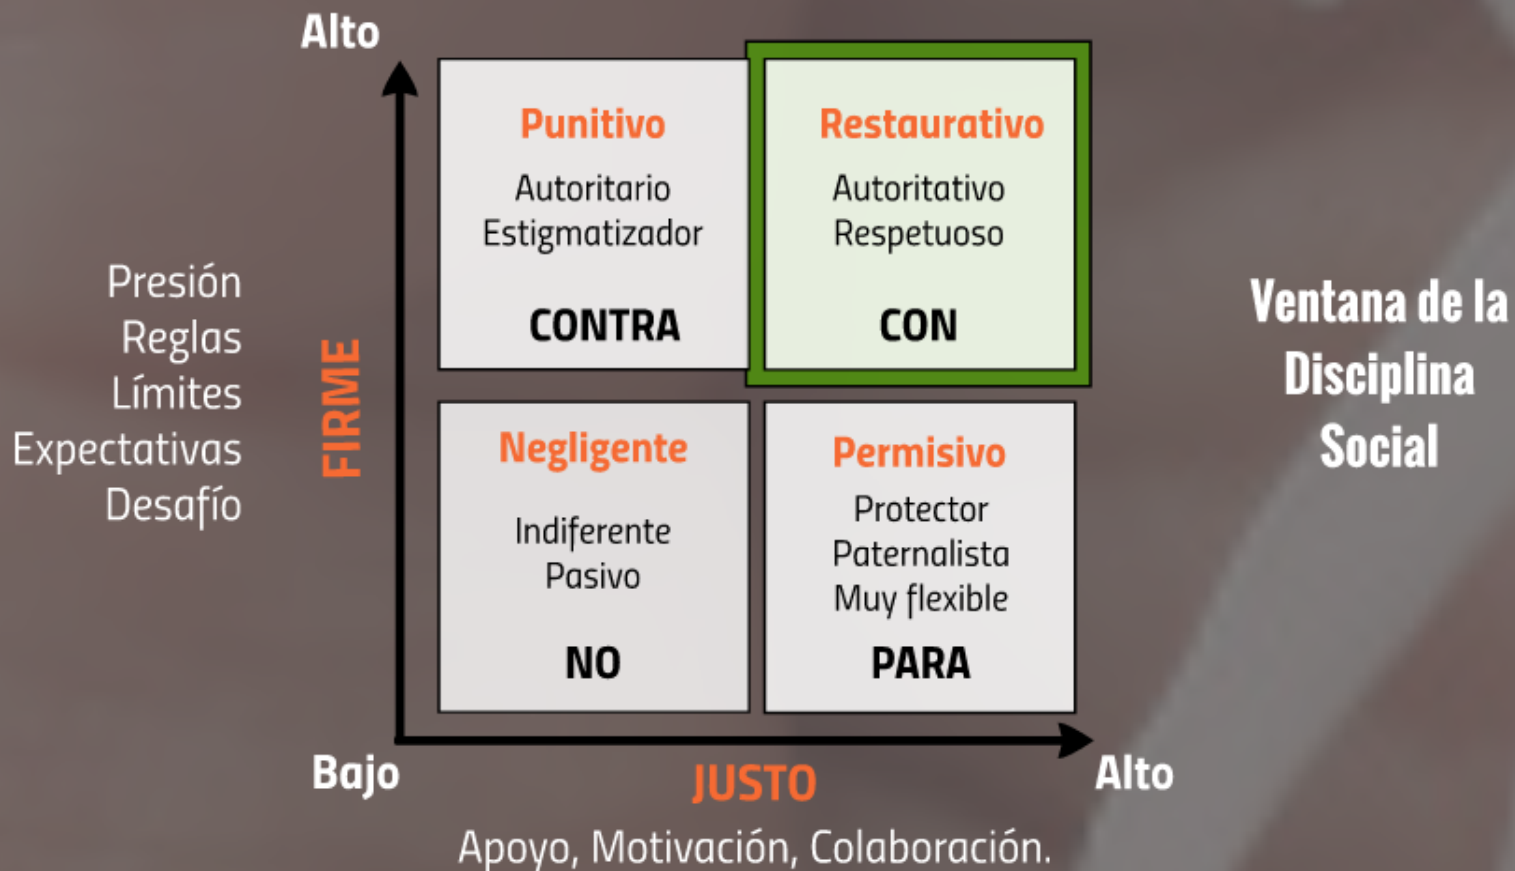 Alto
Punitivo
Autoritario
Estigmatizador
CONTRA
Restaurativo
Autoritativo
Respetuoso
CON
Presión
Reglas
Límites
Expectativas
Desafío
FIRME
Ventana de la
Disciplina
Social
Negligente
Indiferente
Pasivo
NO
Permisivo
Protector
Paternalista
Muy flexible
PARA
Bajo
JUSTO
Alto
Apoyo, Motivación, Colaboración.